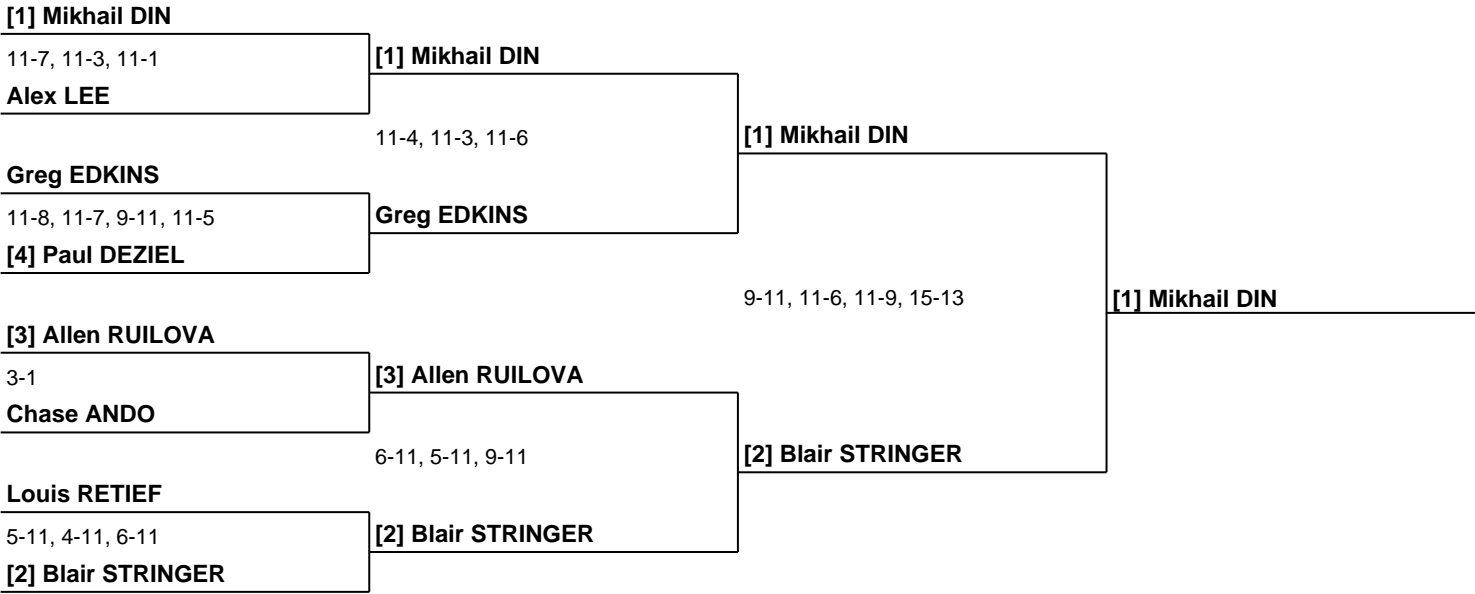 [1] Mikhail DIN
11-7, 11-3, 11-1
[1] Mikhail DIN
Alex LEE
11-4, 11-3, 11-6
[1] Mikhail DIN
Greg EDKINS
11-8, 11-7, 9-11, 11-5
Greg EDKINS
[4] Paul DEZIEL
9-11, 11-6, 11-9, 15-13
[1] Mikhail DIN
[3] Allen RUILOVA
3-1
[3] Allen RUILOVA
Chase ANDO
6-11, 5-11, 9-11
[2] Blair STRINGER
Louis RETIEF
5-11, 4-11, 6-11
[2] Blair STRINGER
[2] Blair STRINGER